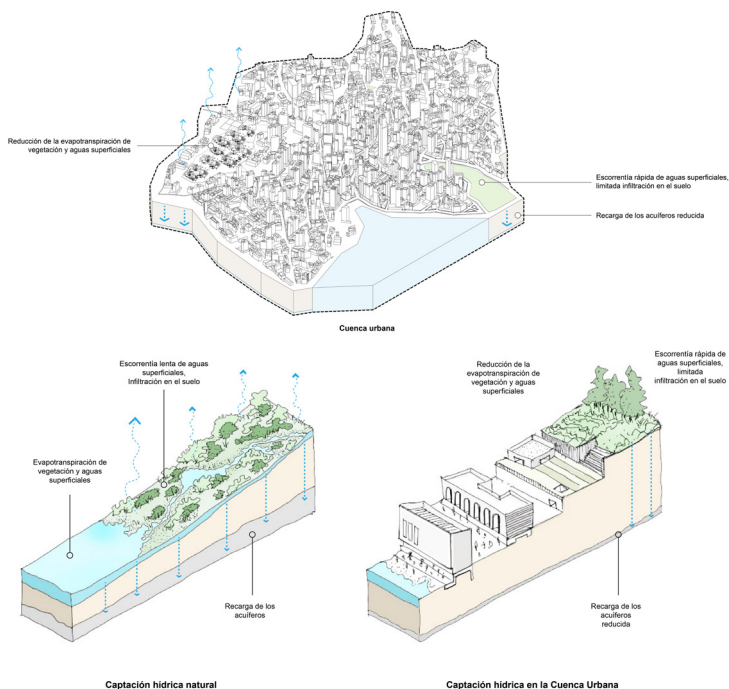 Reducción de la evapotranspiración de
vegetación y aguas superficiales
Escorrentía rápida de aguas superficiales,
limitada infiltración en el suelo
Recarga de los acuíferos reducida
Cuenca urbana
Escorrentía lenta de aguas
superficiales,
Infiltración en el suelo
Evapotranspiración de
vegetación y aguas
superficiales
Recarga de los
acuíferos
Captación hídrica natural
Reducción de la
evapotranspiración de
vegetación y aguas
superficiales
Escorrentía rápida de
aguas superficiales,
limitada
infiltración en el suelo
Recarga de los
acuíferos
reducida
Captación hídrica en la Cuenca Urbana